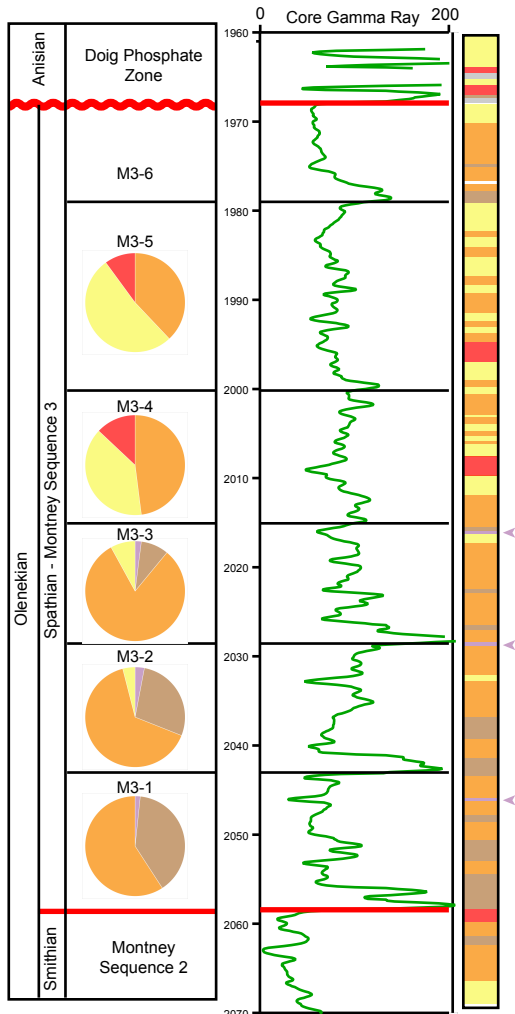 0 Core Gamma Ray 200
Anisian
Doig Phosphate
Zone
Olenekian
Spathian - Montney Sequence 3
Smithian
M3-6
M3-5
M3-4
M3-3
M3-2
M3-1
Montney
Sequence 2
1960
1970
1980
1990
2000
2010
2020
2030
2040
2050
2060
2070